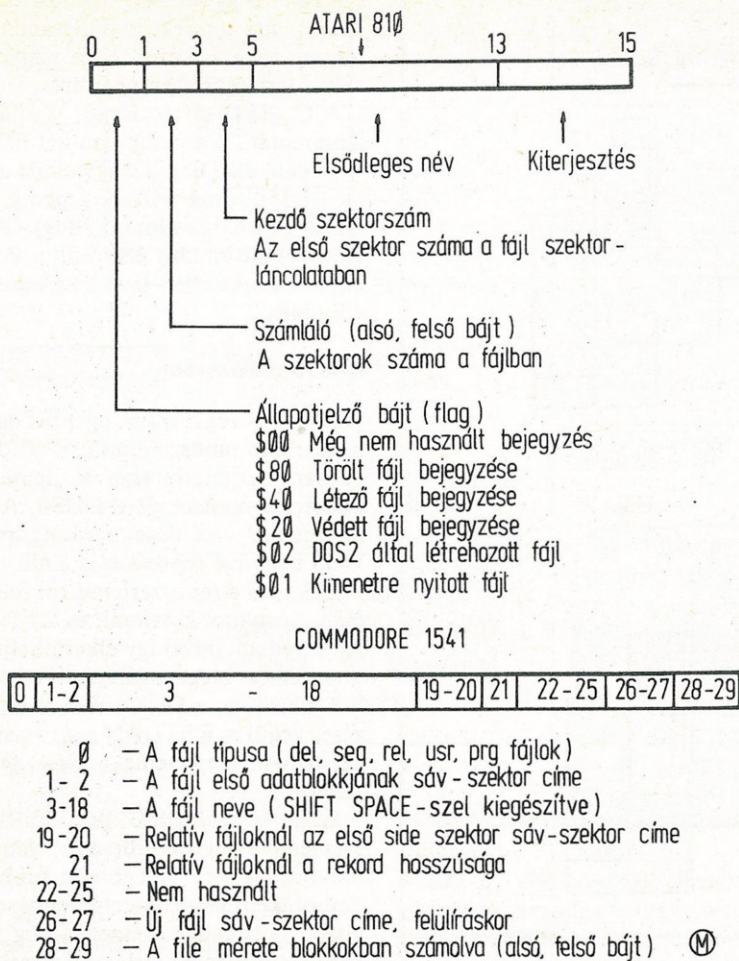 ATARI 81Ø
0 1 3 5 13 15
Elsődleges név Kiterjesztés
Kezdő szektorszám
Az első szektor száma a fájl szektor-
láncolataban
Számláló (alsó, felső bájt)
A szektorok száma a fájlban
Állapotjelző bájt (flag)
$ØØ Még nem használt bejegyzés
$8Ø Törölt fájl bejegyzése
$4Ø Létező fájl bejegyzése
$2Ø Védett fájl bejegyzése
$Ø2 DOS2 által létrehozott fájl
$Ø1 Kimenetre nyitott fájl
COMMODORE 1541
0 1-2 3 - 18 19-20 21 22-25 26-27 28-29
Ø — A fájl típusa (del, seq, rel, usr, prg fájlok)
1-2 — A fájl első adatblokkjának sáv-szektor címe
3-18 — A fájl neve (SHIFT SPACE-szel kiegészítve)
19-20 — Relatív fájloknál az első side szektor sáv-szektor címe
21 — Relatív fájloknál a rekord hosszúsága
22-25 — Nem használt
26-27 — Új fájl sáv-szektor címe, felülíráskor
28-29 — A file mérete blokkokban számolva (alsó, felső bájt) M